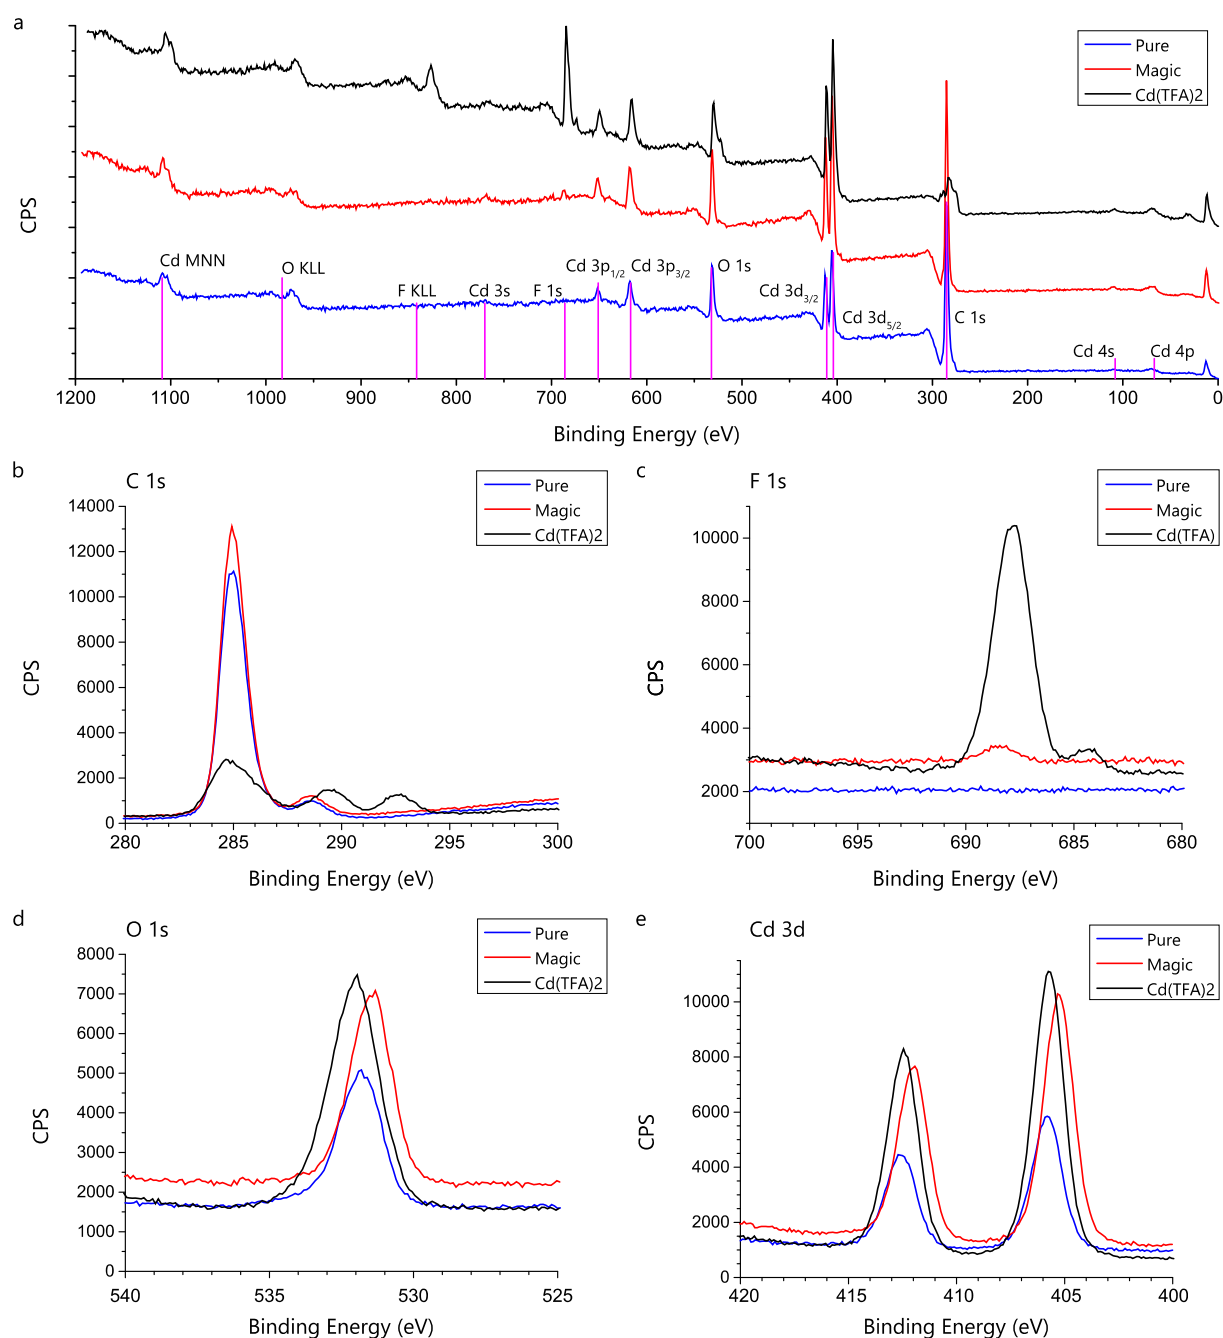 a
Pure
Magic
Cd(TFA)2
CPS
Cd MNN
O KLL
F KLL
Cd 3s
F 1s
Cd 3p1/2
Cd 3p3/2
O 1s
Cd 3d3/2
Cd 3d5/2
C 1s
Cd 4s
Cd 4p
1200 1100 1000 900 800 700 600 500 400 300 200 100 0
Binding Energy (eV)
b
C 1s
Pure
Magic
Cd(TFA)2
14000
12000
10000
8000
6000
4000
2000
0
CPS
280 285 290 295 300
Binding Energy (eV)
c
F 1s
Pure
Magic
Cd(TFA)
10000
8000
6000
4000
2000
CPS
700 695 690 685 680
Binding Energy (eV)
d
O 1s
Pure
Magic
Cd(TFA)2
8000
7000
6000
5000
4000
3000
2000
1000
0
CPS
540 535 530 525
Binding Energy (eV)
e
Cd 3d
Pure
Magic
Cd(TFA)2
10000
8000
6000
4000
2000
0
CPS
420 415 410 405 400
Binding Energy (eV)